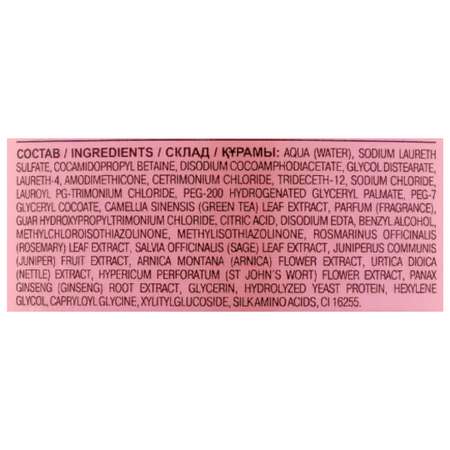 СОСТАВ / INGREDIENTS / СКЛАД / ҚҰРАМЫ: AQUA (WATER), SODIUM LAURETH
SULFATE, COCAMIDOPROPYL BETAINE, DISODIUM COCOAMPHODIACETATE, GLYCOL DISTEARATE,
LAURETH-4, AMODIMETHICONE, CETRIMONIUM CHLORIDE, TRIDECETH-12, SODIUM CHLORIDE,
LAUROYL PG-TRIMONIUM CHLORIDE, PEG-200 HYDROGENATED GLYCERYL PALMATE, PEG-7
GLYCERYL COCOATE, CAMELLIA SINENSIS (GREEN TEA) LEAF EXTRACT, PARFUM (FRAGRANCE),
GUAR HYDROXYPROPYLTRIMONIUM CHLORIDE, CITRIC ACID, DISODIUM EDTA, BENZYL ALCOHOL,
METHYLCHLOROISOTHIAZOLINONE, METHYLISOTHIAZOLINONE, ROSMARINUS OFFICINALIS
(ROSEMARY) LEAF EXTRACT, SALVIA OFFICINALIS (SAGE) LEAF EXTRACT, JUNIPERUS COMMUNIS
(JUNIPER) FRUIT EXTRACT, ARNICA MONTANA (ARNICA) FLOWER EXTRACT, URTICA DIOICA
(NETTLE) EXTRACT, HYPERICUM PERFORATUM (ST JOHN'S WORT) FLOWER EXTRACT, PANAX
GINSENG (GINSENG) ROOT EXTRACT, GLYCERIN, HYDROLYZED YEAST PROTEIN, HEXYLENE
GLYCOL, CAPRYLOYL GLYCINE, XYLITYLGLUCOSIDE, SILK AMINO ACIDS, CI 16255.